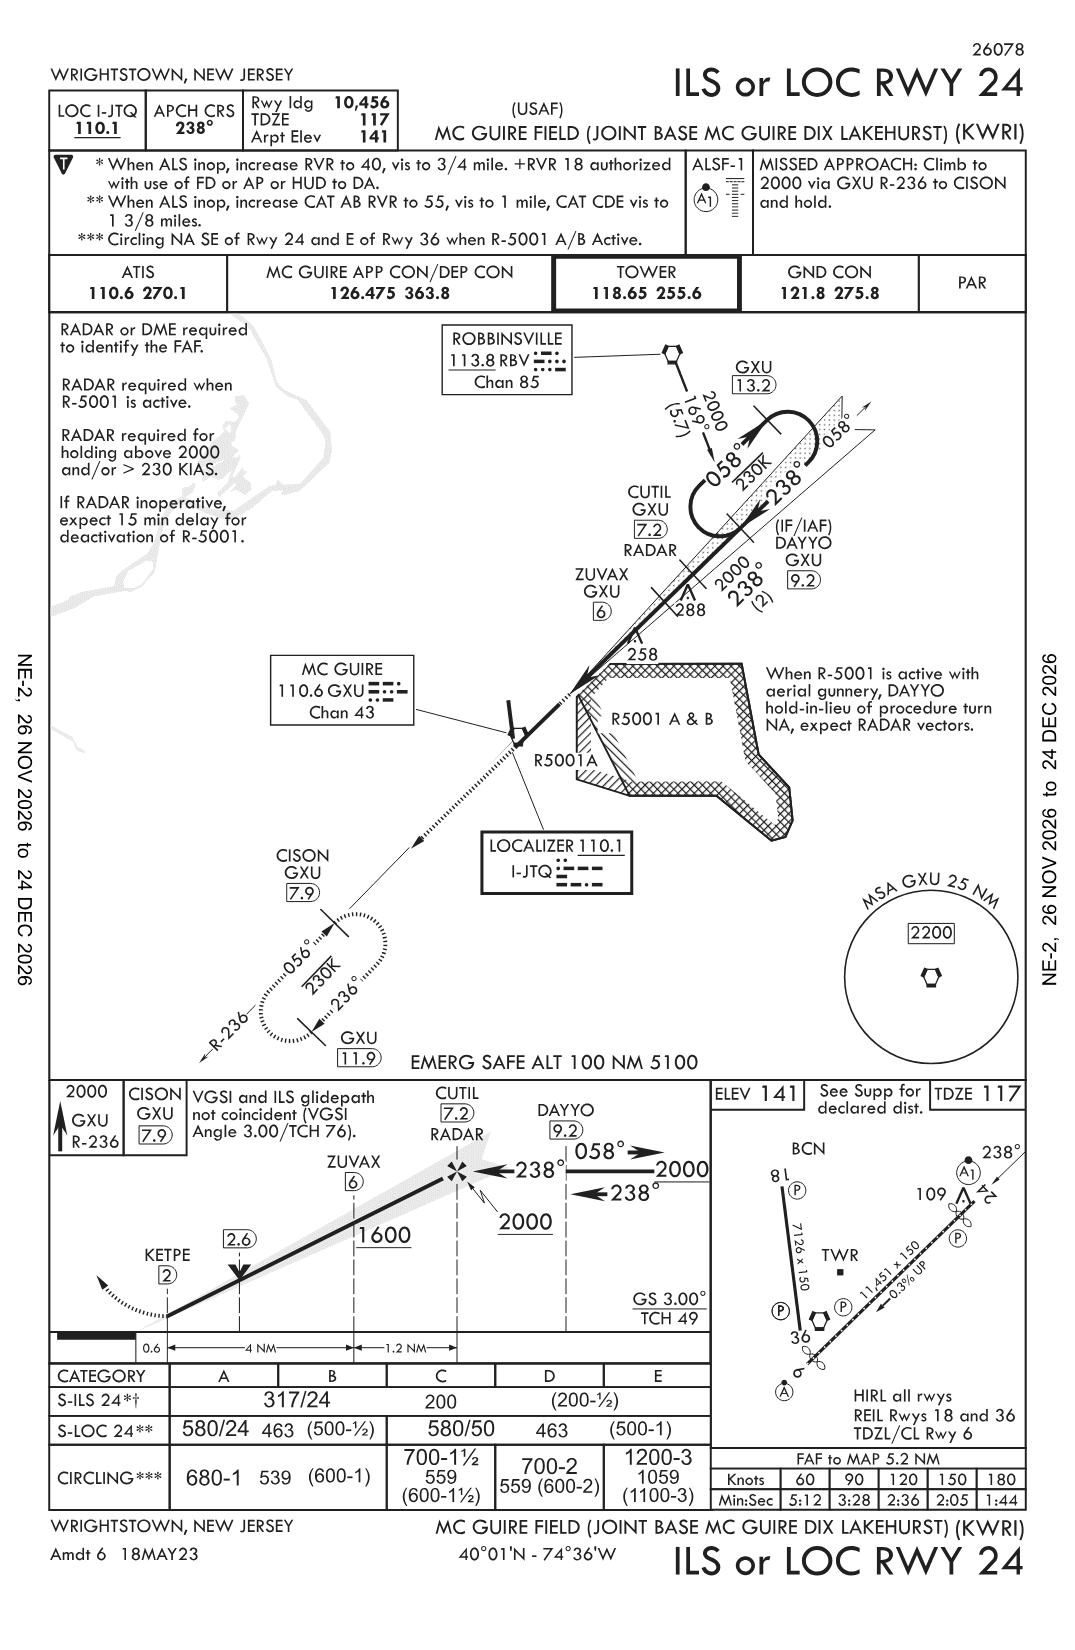 26078
WRIGHTSTOWN, NEW JERSEY
ILS or LOC RWY 24
LOC I-JTQ
110.1
APCH CRS
238°
Rwy ldg 10,456
TDZE 117
Arpt Elev 141
(USAF)
MC GUIRE FIELD (JOINT BASE MC GUIRE DIX LAKEHURST) (KWRI)
T
* When ALS inop, increase RVR to 40, vis to 3/4 mile. +RVR 18 authorized
with use of FD or AP or HUD to DA.
** When ALS inop, increase CAT AB RVR to 55, vis to 1 mile, CAT CDE vis to
1 3/8 miles.
*** Circling NA SE of Rwy 24 and E of Rwy 36 when R-5001 A/B Active.
ALSF-1
A1
MISSED APPROACH: Climb to
2000 via GXU R-236 to CISON
and hold.
ATIS
110.6 270.1
MC GUIRE APP CON/DEP CON
126.475 363.8
TOWER
118.65 255.6
GND CON
121.8 275.8
PAR
RADAR or DME required
to identify the FAF.
RADAR required when
R-5001 is active.
RADAR required for
holding above 2000
and/or > 230 KIAS.
If RADAR inoperative,
expect 15 min delay for
deactivation of R-5001.
ROBBINSVILLE
113.8 RBV
Chan 85
2000
169°
(5.7)
GXU
13.2
058°
058°
230K
238°
CUTIL
GXU
7.2
RADAR
(IF/IAF)
DAYYO
GXU
9.2
2000
238°
(2)
ZUVAX
GXU
6
288
258
MC GUIRE
110.6 GXU
Chan 43
R5001 A & B
R5001A
When R-5001 is active with
aerial gunnery, DAYYO
hold-in-lieu of procedure turn
NA, expect RADAR vectors.
LOCALIZER 110.1
I-JTQ
CISON
GXU
7.9
056°
230K
236°
R-236
GXU
11.9
MSA GXU 25 NM
2200
EMERG SAFE ALT 100 NM 5100
NE-2, 26 NOV 2026 to 24 DEC 2026
NE-2, 26 NOV 2026 to 24 DEC 2026
2000
GXU
R-236
CISON
GXU
7.9
VGSI and ILS glidepath
not coincident (VGSI
Angle 3.00/TCH 76).
CUTIL
7.2
RADAR
DAYYO
9.2
058°
238°
2000
238°
2000
ZUVAX
6
1600
2.6
KETPE
2
GS 3.00°
TCH 49
0.6
4 NM
1.2 NM
ELEV 141
See Supp for
declared dist.
TDZE 117
BCN
238°
A1
18
P
109
24
P
7126 x 150
TWR
11,451 x 150
0.3% UP
P
P
36
6
A
HIRL all rwys
REIL Rwys 18 and 36
TDZL/CL Rwy 6
CATEGORY A B C D E
S-ILS 24*† 317/24 200 (200-½)
S-LOC 24** 580/24 463 (500-½) 580/50 463 (500-1)
CIRCLING*** 680-1 539 (600-1)
700-1½
559
(600-1½)
700-2
559 (600-2)
1200-3
1059
(1100-3)
FAF to MAP 5.2 NM
Knots 60 90 120 150 180
Min:Sec 5:12 3:28 2:36 2:05 1:44
WRIGHTSTOWN, NEW JERSEY
MC GUIRE FIELD (JOINT BASE MC GUIRE DIX LAKEHURST) (KWRI)
Amdt 6 18MAY23
40°01'N - 74°36'W
ILS or LOC RWY 24